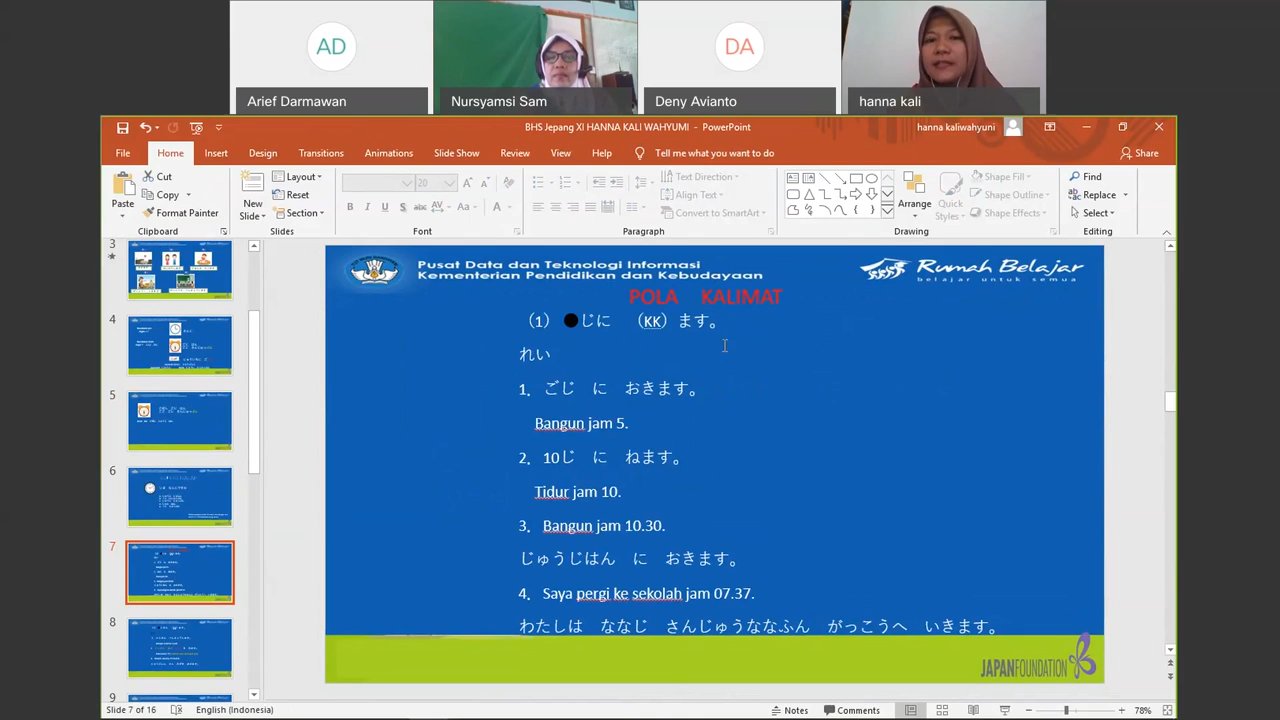 AD
DA
Arief Darmawan
Nursyamsi Sam
Deny Avianto
hanna kali
BHS Jepang XI HANNA KALI WAHYUMI - PowerPoint
hanna kaliwahyuni
File Home Insert Design Transitions Animations Slide Show Review View Help Tell me what you want to do Share
Paste
Cut
Copy
Format Painter
Clipboard
New Slide
Layout
Reset
Section
Slides
20
Font
Text Direction
Align Text
Convert to SmartArt
Paragraph
Arrange
Quick Styles
Shape Fill
Shape Outline
Shape Effects
Drawing
Find
Replace
Select
Editing
3
4
5
6
7
8
9
Pusat Data dan Teknologi Informasi
Kementerian Pendidikan dan Kebudayaan
Rumah Belajar
belajar untuk semua
POLA KALIMAT
（1） ●じに （KK）ます。
れい
1． ごじ に おきます。
Bangun jam 5.
2． 10じ に ねます。
Tidur jam 10.
3． Bangun jam 10.30.
じゅうじはん に おきます。
4． Saya pergi ke sekolah jam 07.37.
わたしは ななじ さんじゅうななふん がっこうへ いきます。
JAPANFOUNDATION
Slide 7 of 16
English (Indonesia)
Notes
Comments
78%